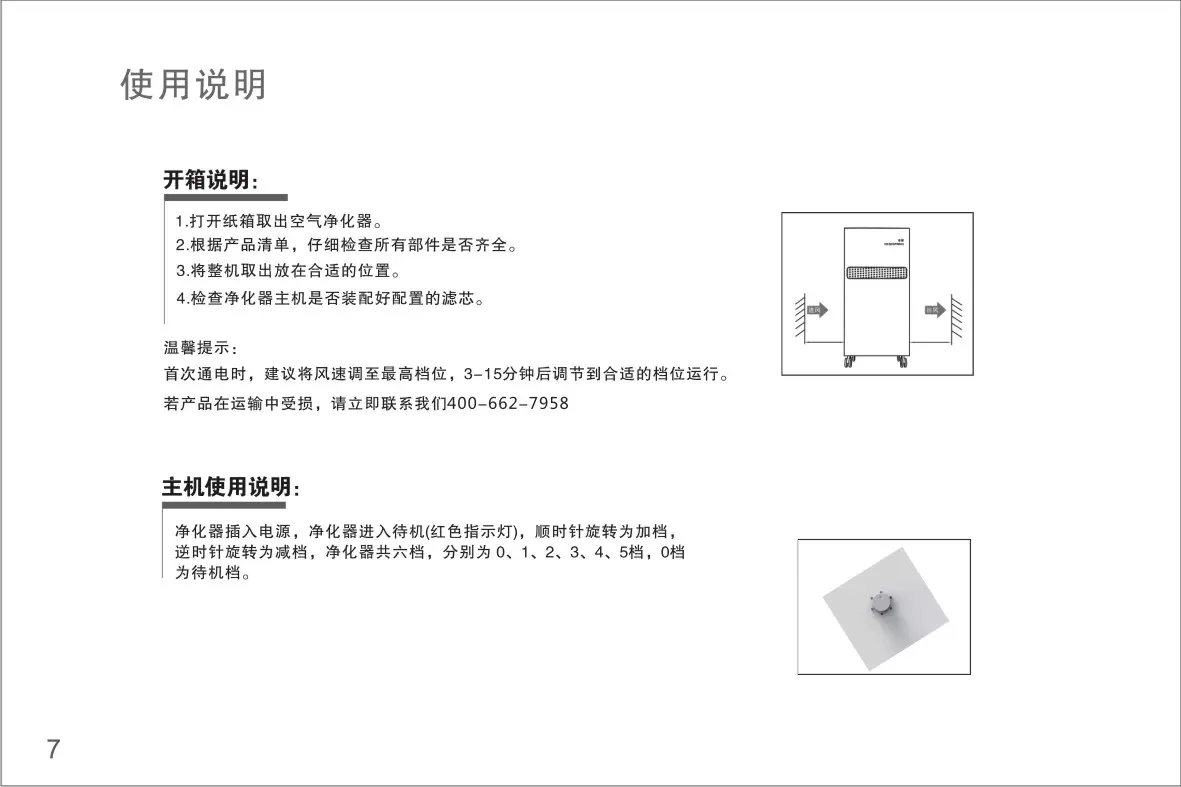 使用说明
开箱说明：
1.打开纸箱取出空气净化器。
2.根据产品清单，仔细检查所有部件是否齐全。
3.将整机取出放在合适的位置。
4.检查净化器主机是否装配好配置的滤芯。
温馨提示：
首次通电时，建议将风速调至最高档位，3-15分钟后调节到合适的档位运行。
若产品在运输中受损，请立即联系我们400-662-7958
主机使用说明：
净化器插入电源，净化器进入待机(红色指示灯)，顺时针旋转为加档，
逆时针旋转为减档，净化器共六档，分别为 0、1、2、3、4、5档，0档
为待机档。
7